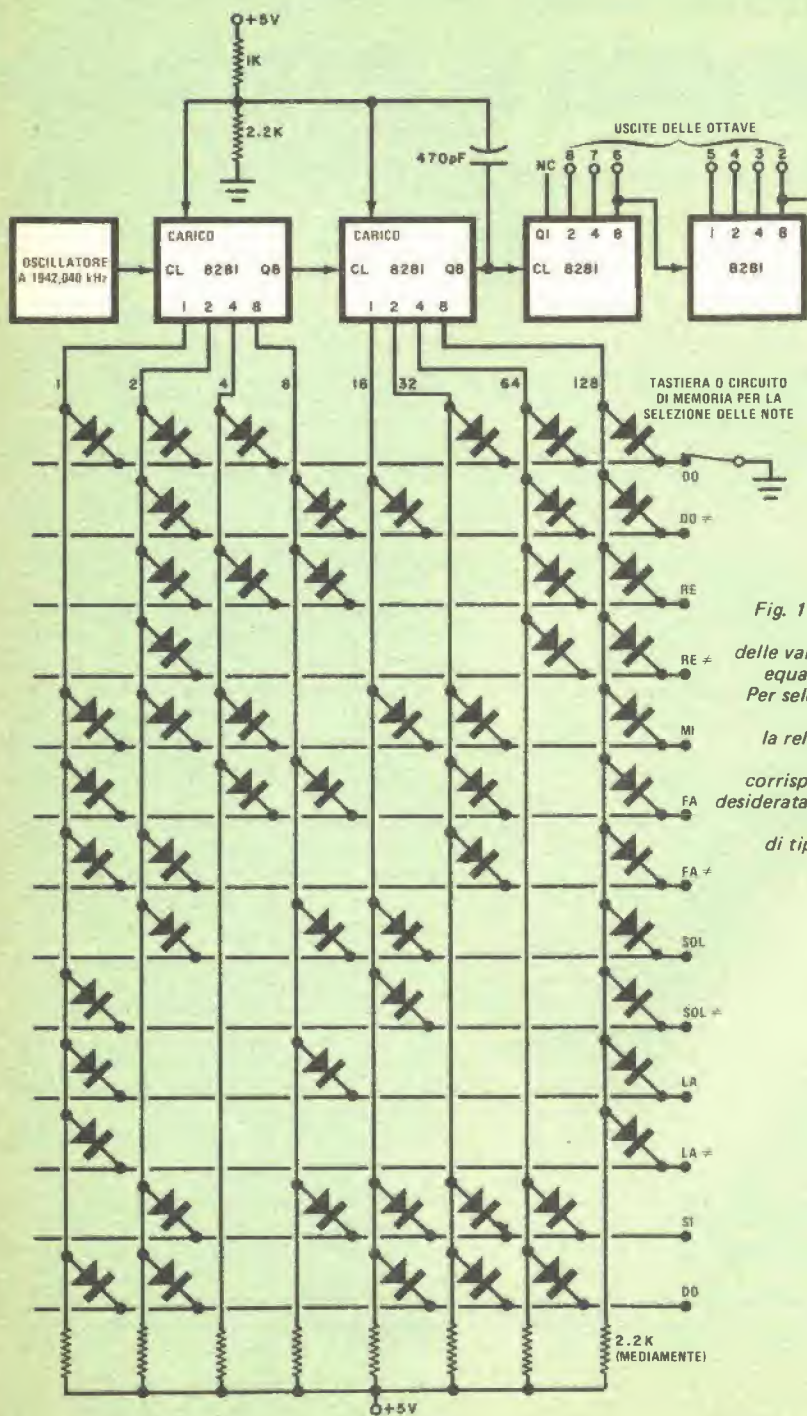 +5V
1K
2.2K
470pF
USCITE DELLE OTTAVE
NC 8 7 6 5 4 3 2
OSCILLATORE
A 1942,040 kHz
CARICO
CL 8281 Q8
1 2 4 8
CARICO
CL 8281 Q8
1 2 4 8
Q1 2 4 8
CL 8281
1 2 4 8
8281
1 2 4 8 16 32 64 128
TASTIERA O CIRCUITO
DI MEMORIA PER LA
SELEZIONE DELLE NOTE
DO
DO ≠
RE
RE ≠
MI
FA
FA ≠
SOL
SOL ≠
LA
LA ≠
SI
DO
2.2K
(MEDIAMENTE)
+5V
Fig. 1
delle va
equa
Per sele
la rel
corrisp
desiderata
di tip